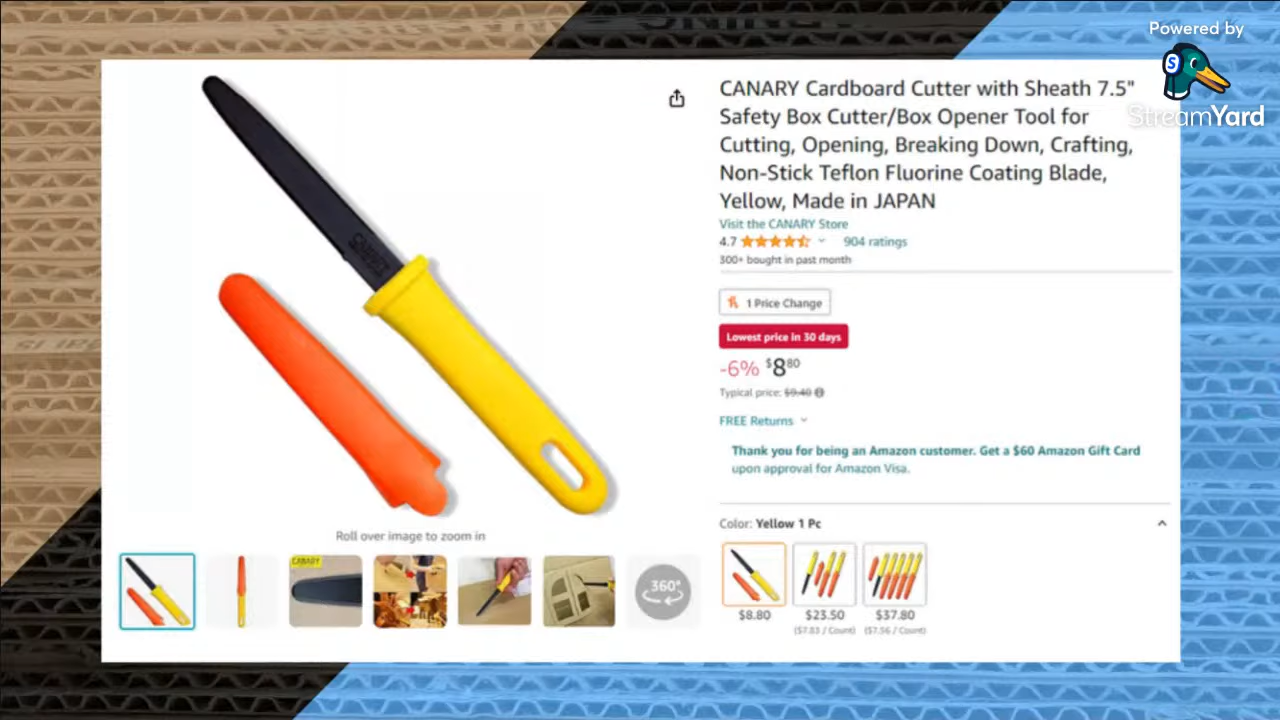 Powered by
StreamYard
CANARY Cardboard Cutter with Sheath 7.5"
Safety Box Cutter/Box Opener Tool for
Cutting, Opening, Breaking Down, Crafting,
Non-Stick Teflon Fluorine Coating Blade,
Yellow, Made in JAPAN
Visit the CANARY Store
4.7 904 ratings
300+ bought in past month
1 Price Change
Lowest price in 30 days
-6% $880
Typical price: $9.40
FREE Returns
Thank you for being an Amazon customer. Get a $60 Amazon Gift Card
upon approval for Amazon Visa.
Color: Yellow 1 Pc
$8.80 $23.50 $37.80
($7.83 / Count) ($7.56 / Count)
CANARY
Roll over image to zoom in
CANARY
360°